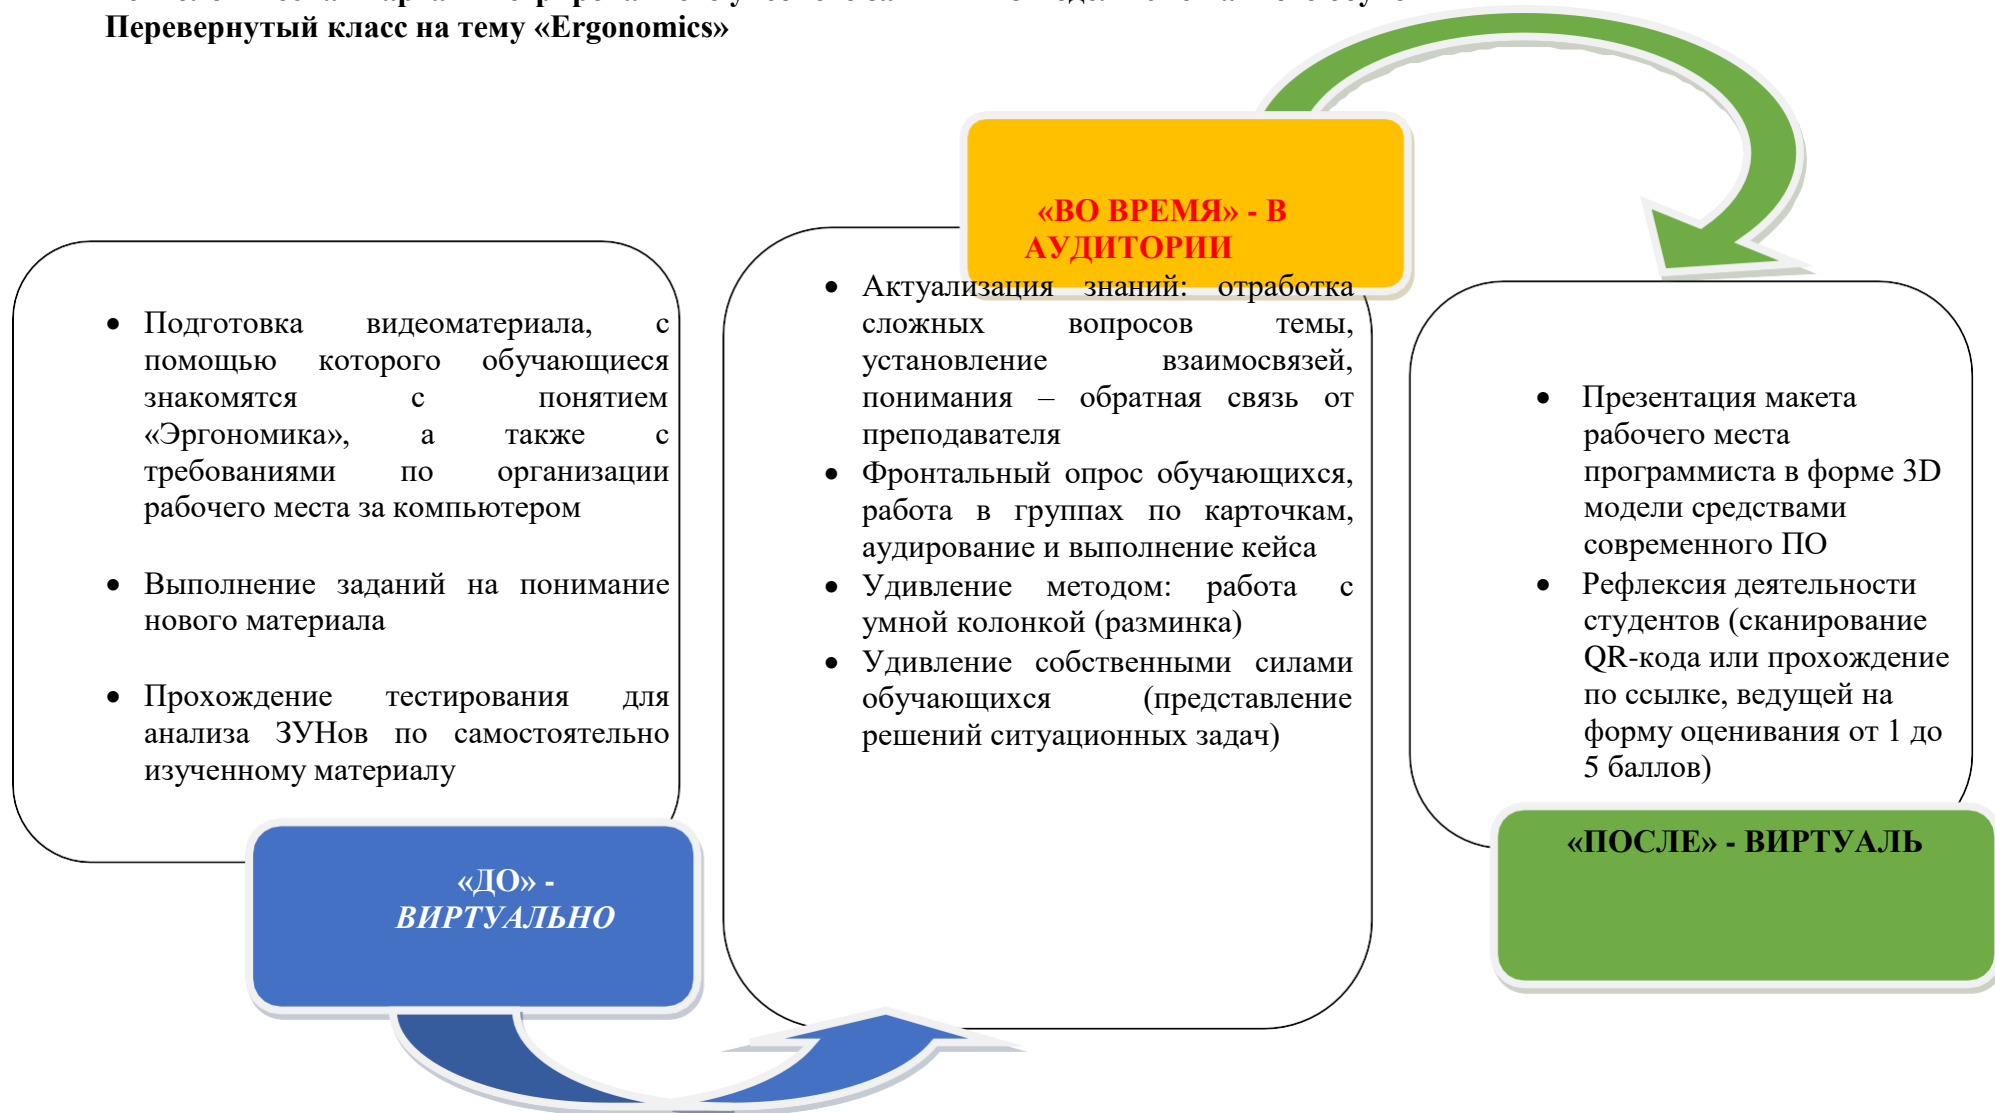 Перевернутый класс на тему «Ergonomics»
• Подготовка видеоматериала, с
помощью которого обучающиеся
знакомятся с понятием
«Эргономика», а также с
требованиями по организации
рабочего места за компьютером
• Выполнение заданий на понимание
нового материала
• Прохождение тестирования для
анализа ЗУНов по самостоятельно
изученному материалу
«ДО» -
ВИРТУАЛЬНО
«ВО ВРЕМЯ» - В
АУДИТОРИИ
• Актуализация знаний: отработка
сложных вопросов темы,
установление взаимосвязей,
понимания – обратная связь от
преподавателя
• Фронтальный опрос обучающихся,
работа в группах по карточкам,
аудирование и выполнение кейса
• Удивление методом: работа с
умной колонкой (разминка)
• Удивление собственными силами
обучающихся (представление
решений ситуационных задач)
• Презентация макета
рабочего места
программиста в форме 3D
модели средствами
современного ПО
• Рефлексия деятельности
студентов (сканирование
QR-кода или прохождение
по ссылке, ведущей на
форму оценивания от 1 до
5 баллов)
«ПОСЛЕ» - ВИРТУАЛЬ